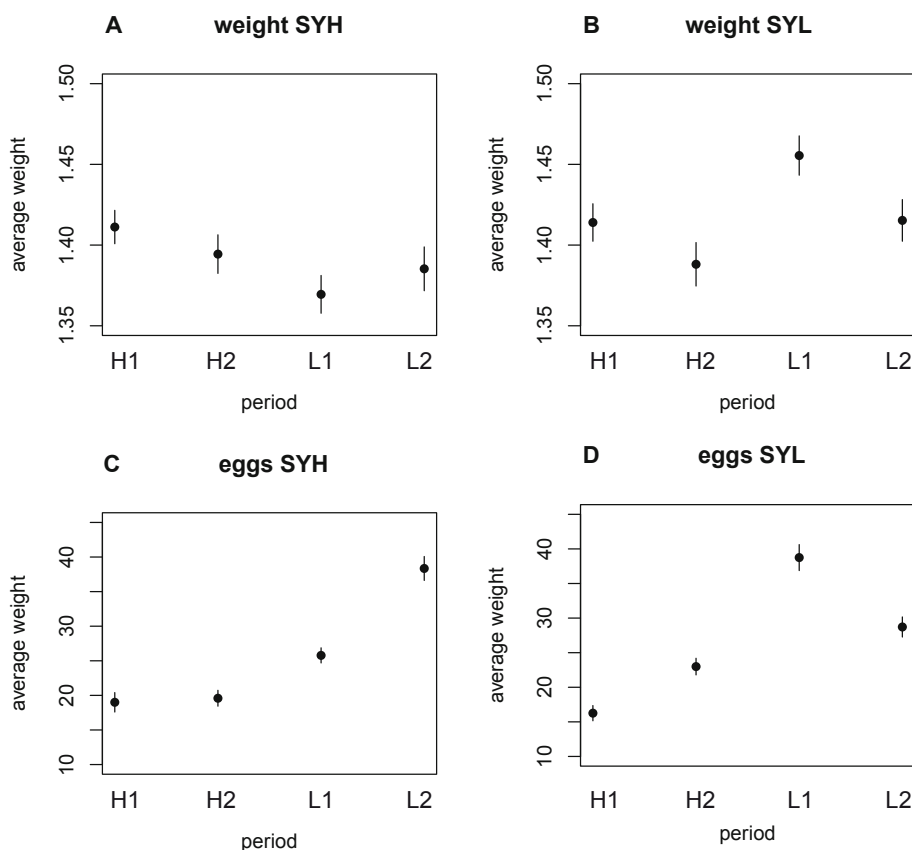 A weight SYH
1.50
1.45
1.40
1.35
average weight
H1 H2 L1 L2
period
B weight SYL
1.50
1.45
1.40
1.35
average weight
H1 H2 L1 L2
period
C eggs SYH
40
30
20
10
average weight
H1 H2 L1 L2
period
D eggs SYL
40
30
20
10
average weight
H1 H2 L1 L2
period